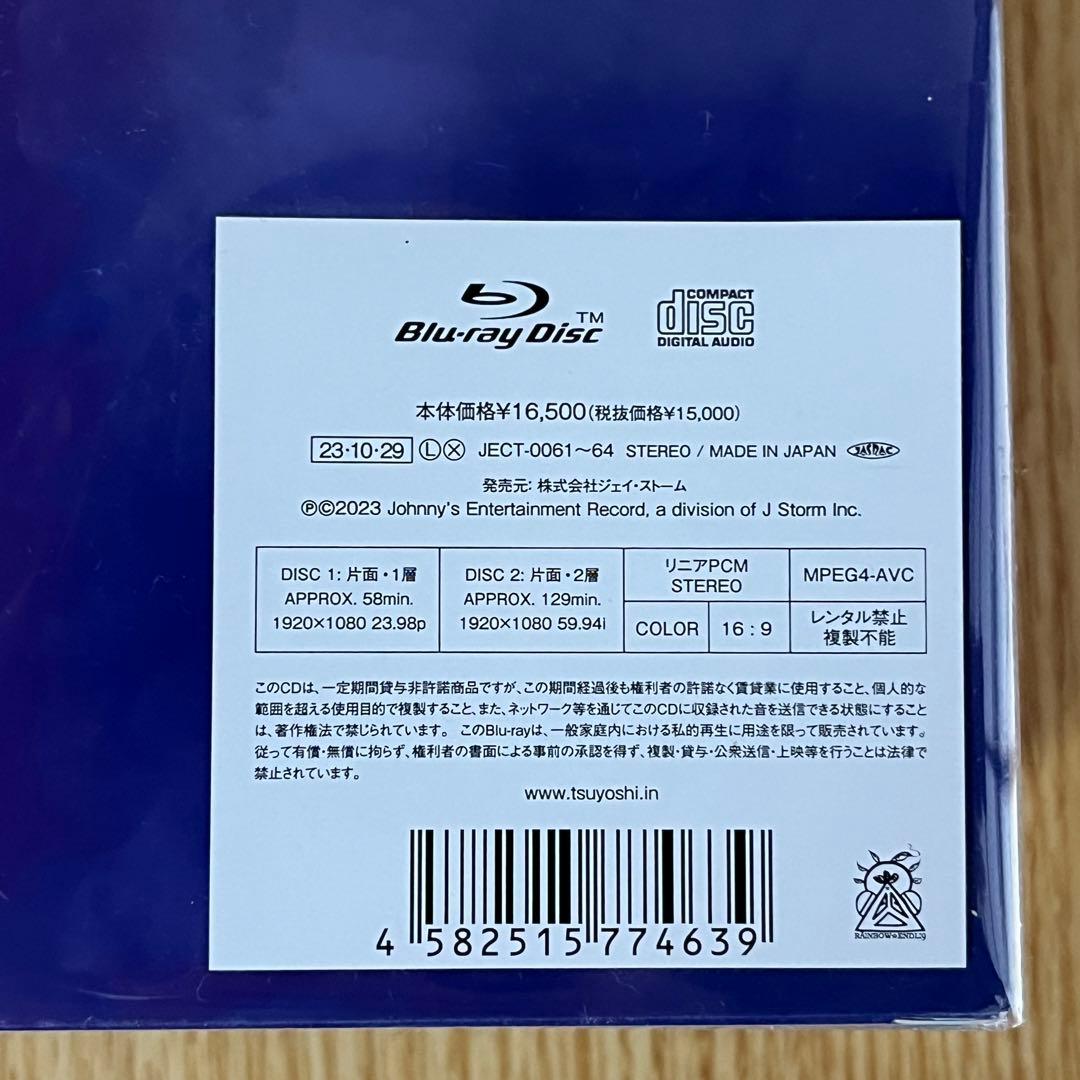 Blu-ray Disc TM
COMPACT
disc
DIGITAL AUDIO
本体価格¥16,500(税抜価格¥15,000)
23·10·29 Ⓛ Ⓧ JECT-0061〜64 STEREO / MADE IN JAPAN JASRAC
発売元: 株式会社ジェイ・ストーム
ⓅⒸ2023 Johnny's Entertainment Record, a division of J Storm Inc.
DISC 1: 片面・1層
APPROX. 58min.
1920×1080 23.98p
DISC 2: 片面・2層
APPROX. 129min.
1920×1080 59.94i
リニアPCM
STEREO
MPEG4-AVC
COLOR
16 : 9
レンタル禁止
複製不能
このCDは、一定期間貸与非許諾商品ですが、この期間経過後も権利者の許諾なく賃貸業に使用すること、個人的な
範囲を超える使用目的で複製すること、また、ネットワーク等を通じてこのCDに収録された音を送信できる状態にすること
は、著作権法で禁じられています。 このBlu-rayは、一般家庭内における私的再生に用途を限って販売されています。
従って有償・無償に拘らず、権利者の書面による事前の承認を得ず、複製・貸与・公衆送信・上映等を行うことは法律で
禁止されています。
www.tsuyoshi.in
4 582515 774639
RAINBOW☆ENDLI9